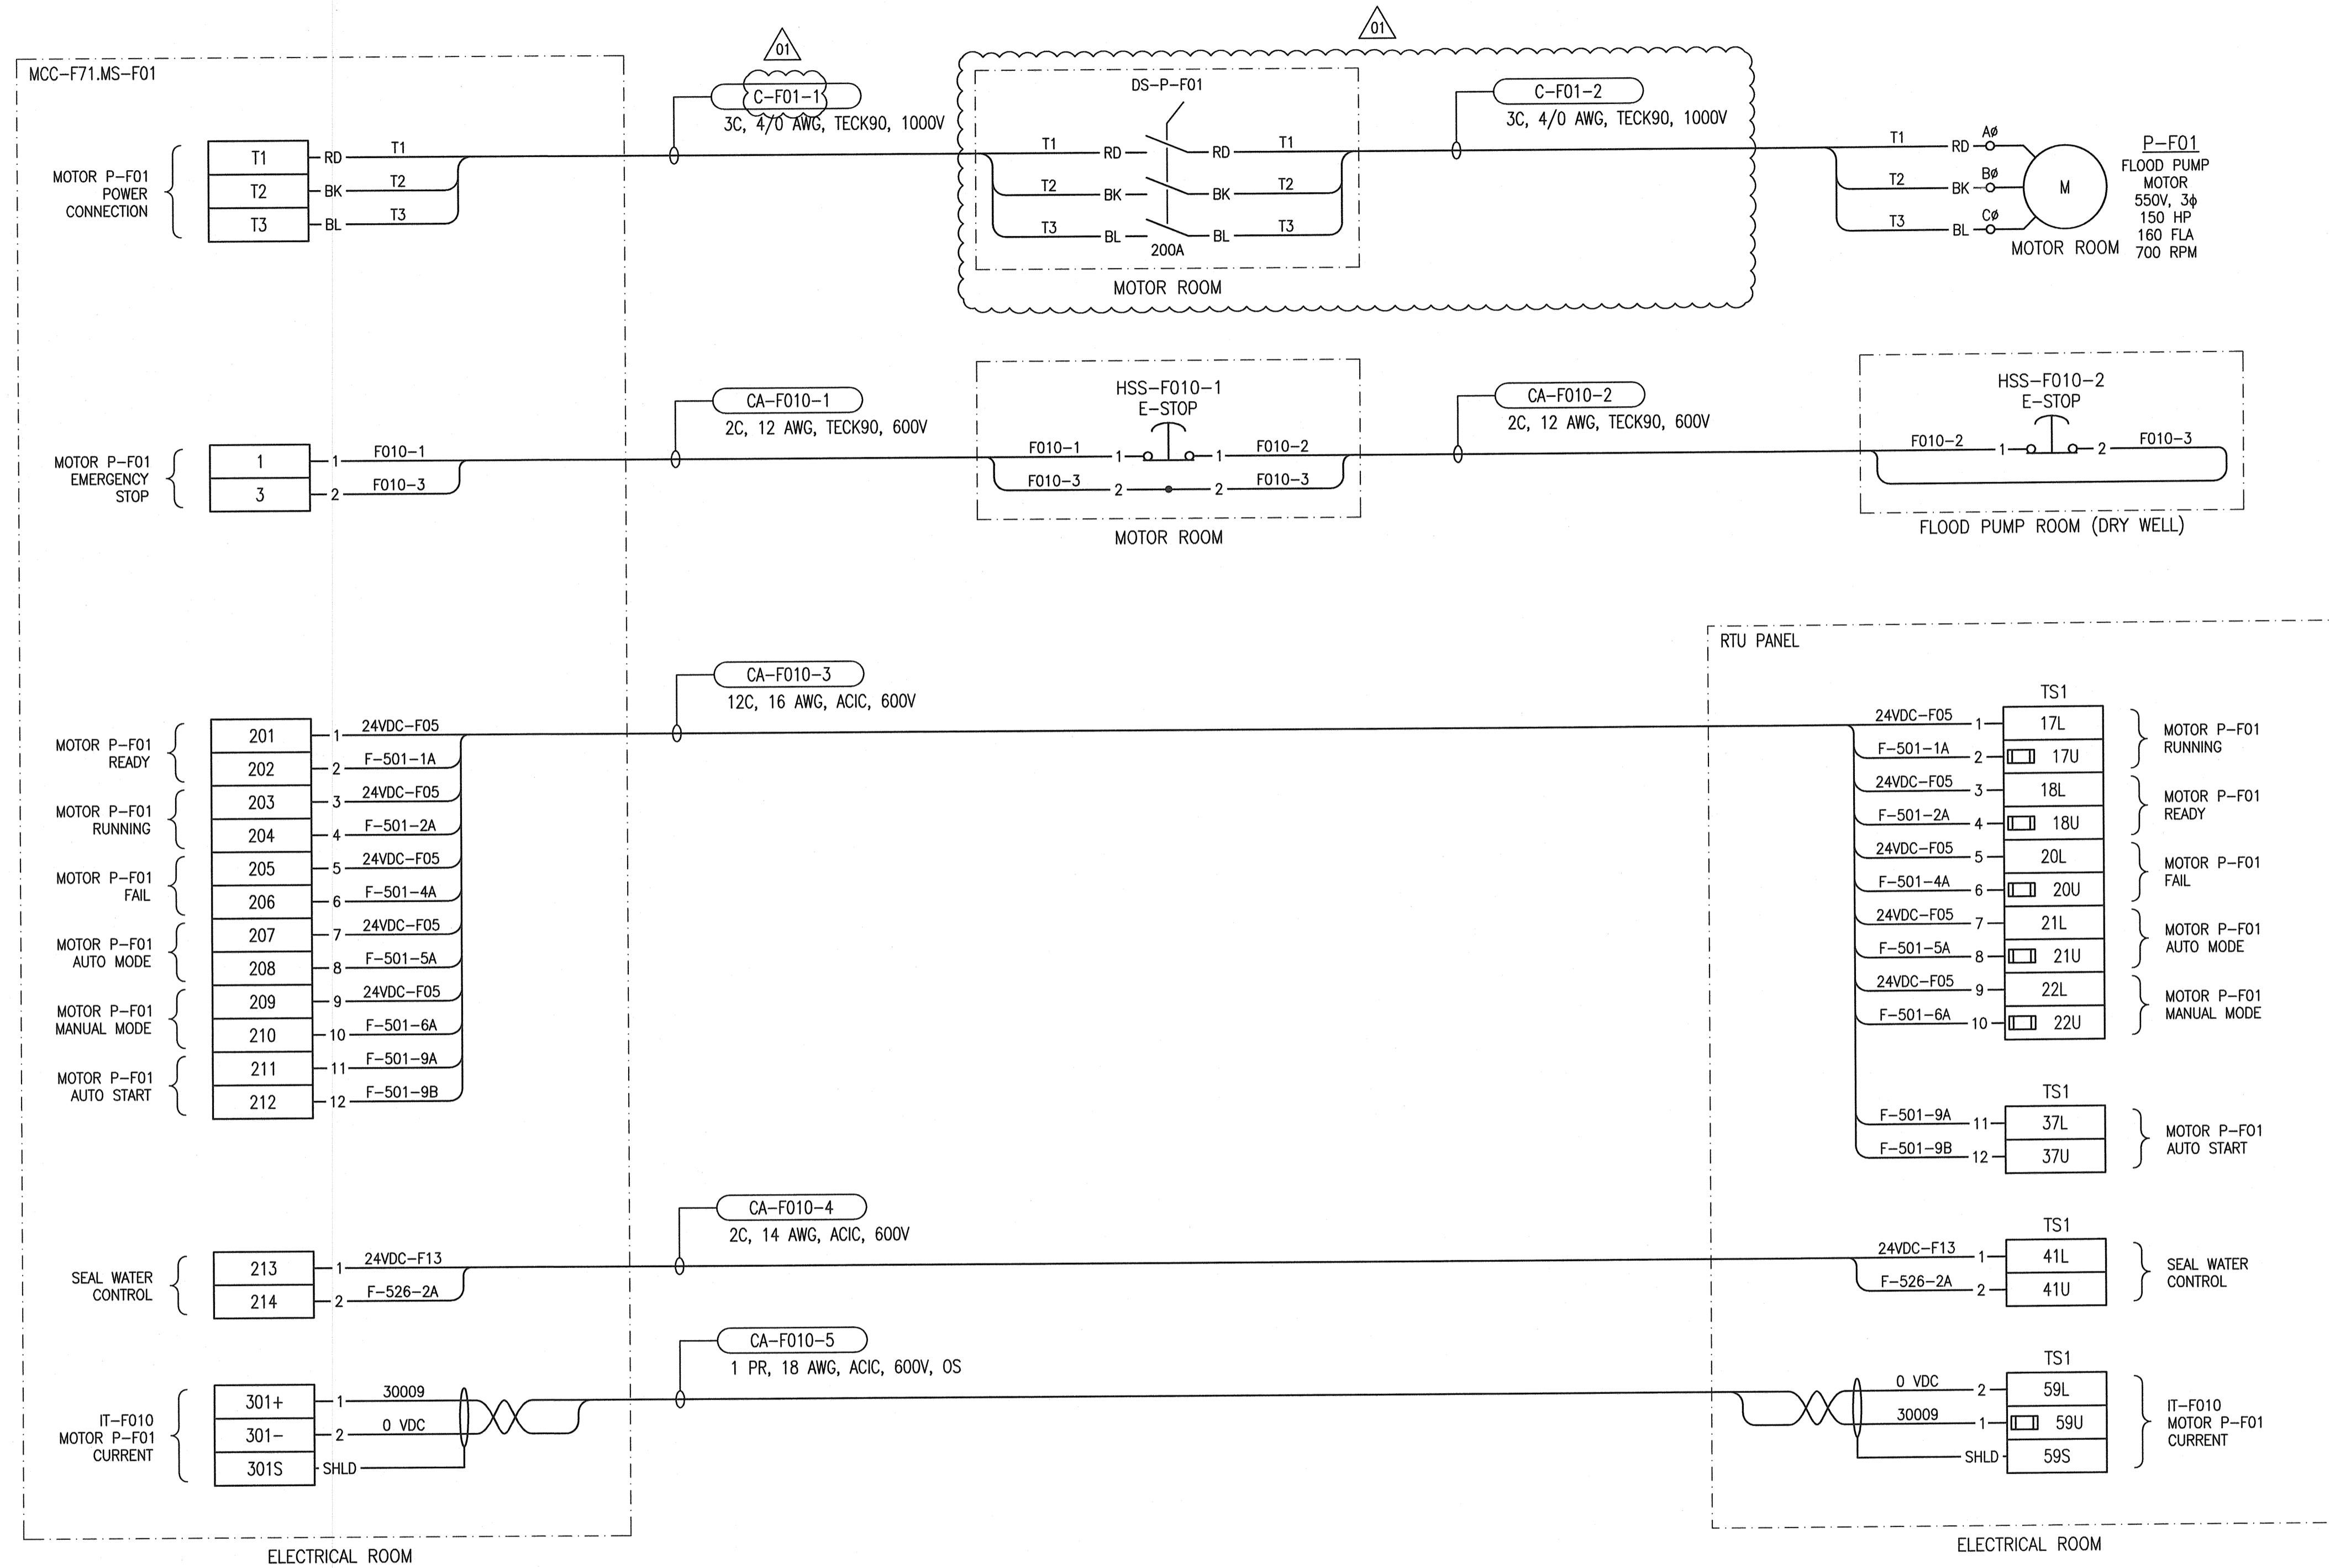 01
01
MCC-F71.MS-F01
C-F01-1
3C, 4/0 AWG, TECK90, 1000V
DS-P-F01
C-F01-2
3C, 4/0 AWG, TECK90, 1000V
MOTOR P-F01
POWER
CONNECTION
T1 RD T1
T2 BK T2
T3 BL T3
T1 RD RD T1
T2 BK BK T2
T3 BL BL T3
200A
MOTOR ROOM
T1 RD AØ
T2 BK BØ
T3 BL CØ
M
MOTOR ROOM
P-F01
FLOOD PUMP
MOTOR
550V, 3ϕ
150 HP
160 FLA
700 RPM
CA-F010-1
2C, 12 AWG, TECK90, 600V
HSS-F010-1
E-STOP
CA-F010-2
2C, 12 AWG, TECK90, 600V
HSS-F010-2
E-STOP
MOTOR P-F01
EMERGENCY
STOP
1 1 F010-1
3 2 F010-3
F010-1 1 1 F010-2
F010-3 2 2 F010-3
MOTOR ROOM
F010-2 1 2 F010-3
FLOOD PUMP ROOM (DRY WELL)
CA-F010-3
12C, 16 AWG, ACIC, 600V
RTU PANEL
MOTOR P-F01
READY
201 1 24VDC-F05
202 2 F-501-1A
MOTOR P-F01
RUNNING
203 3 24VDC-F05
204 4 F-501-2A
MOTOR P-F01
FAIL
205 5 24VDC-F05
206 6 F-501-4A
MOTOR P-F01
AUTO MODE
207 7 24VDC-F05
208 8 F-501-5A
MOTOR P-F01
MANUAL MODE
209 9 24VDC-F05
210 10 F-501-6A
MOTOR P-F01
AUTO START
211 11 F-501-9A
212 12 F-501-9B
TS1
24VDC-F05 1 17L
F-501-1A 2 17U
MOTOR P-F01
RUNNING
24VDC-F05 3 18L
F-501-2A 4 18U
MOTOR P-F01
READY
24VDC-F05 5 20L
F-501-4A 6 20U
MOTOR P-F01
FAIL
24VDC-F05 7 21L
F-501-5A 8 21U
MOTOR P-F01
AUTO MODE
24VDC-F05 9 22L
F-501-6A 10 22U
MOTOR P-F01
MANUAL MODE
TS1
F-501-9A 11 37L
F-501-9B 12 37U
MOTOR P-F01
AUTO START
CA-F010-4
2C, 14 AWG, ACIC, 600V
SEAL WATER
CONTROL
213 1 24VDC-F13
214 2 F-526-2A
TS1
24VDC-F13 1 41L
F-526-2A 2 41U
SEAL WATER
CONTROL
CA-F010-5
1 PR, 18 AWG, ACIC, 600V, OS
IT-F010
MOTOR P-F01
CURRENT
301+ 1 30009
301- 2 0 VDC
301S SHLD
TS1
0 VDC 2 59L
30009 1 59U
SHLD 59S
IT-F010
MOTOR P-F01
CURRENT
ELECTRICAL ROOM
ELECTRICAL ROOM